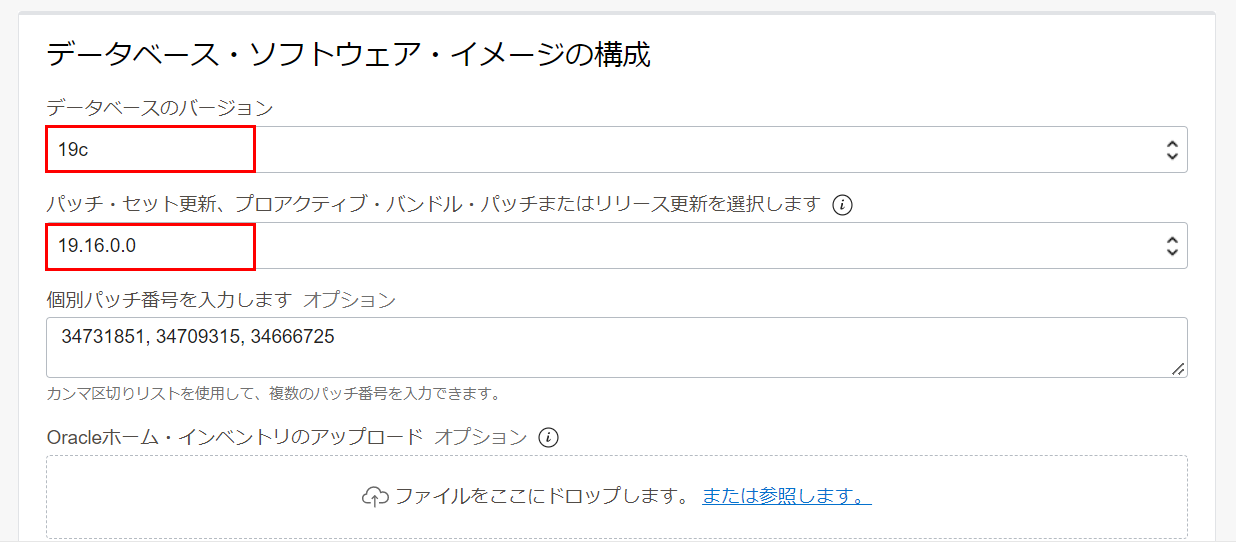 データベース・ソフトウェア・イメージの構成
データベースのバージョン
19c
パッチ・セット更新、プロアクティブ・バンドル・パッチまたはリリース更新を選択します i
19.16.0.0
個別パッチ番号を入力します オプション
34731851, 34709315, 34666725
カンマ区切りリストを使用して、複数のパッチ番号を入力できます。
Oracleホーム・インベントリのアップロード オプション i
ファイルをここにドロップします。 または参照します。